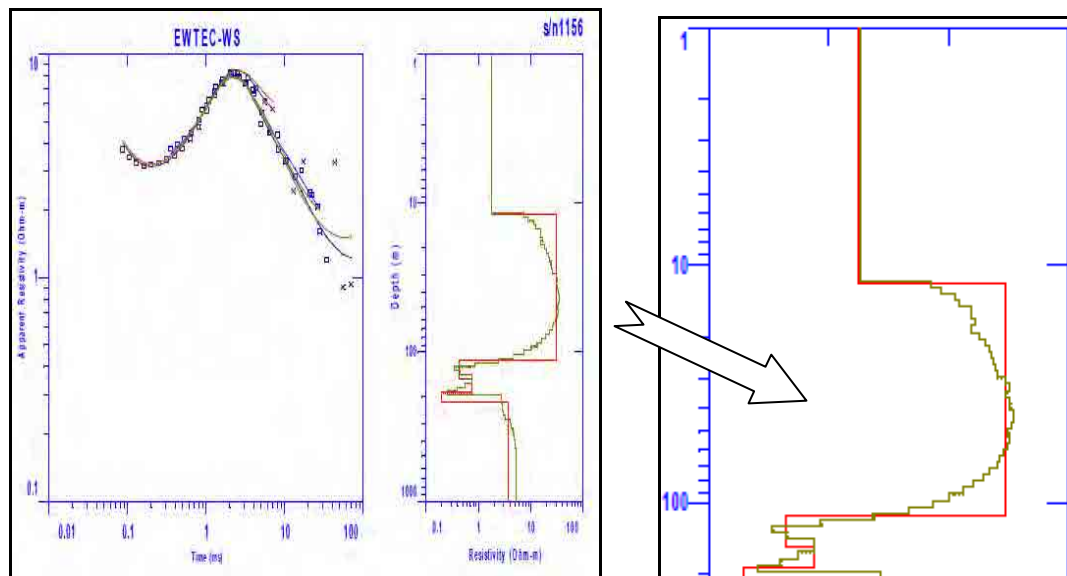 EWTEC-WS
s/n1156
10
1
0.1
Apparent Resistivity (Ohm-m)
0.01 0.1 1 10 100
Time (ms)
1
10
100
1000
Depth (m)
0.1 1 10 100
Resistivity (Ohm-m)
1
10
100